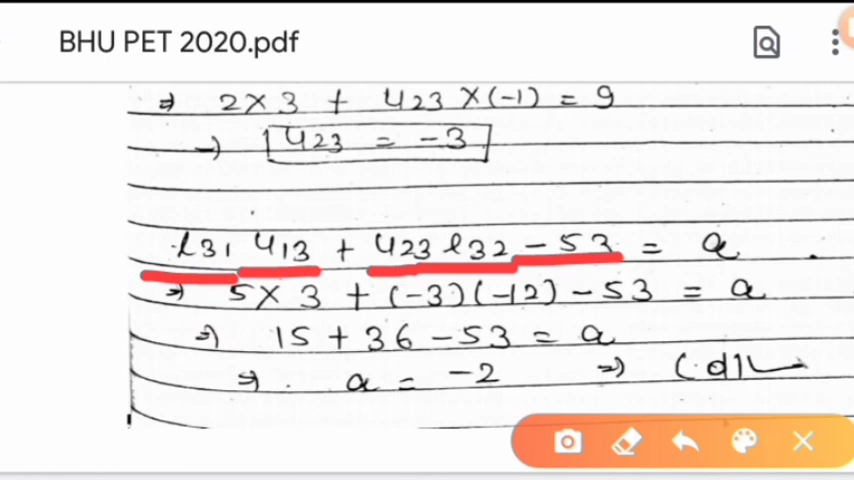 BHU PET 2020.pdf
⇒ 2×3 + u23 ×(-1) = 9
→ u23 = -3
l31 u13 + u23 l32 - 53 = a
⇒ 5×3 + (-3)(-12) - 53 = a
⇒ 15 + 36 - 53 = a
⇒ a = -2 ⇒ (d)